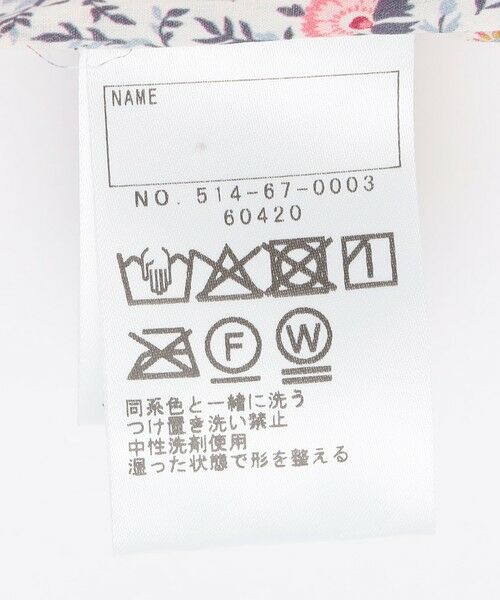 NAME
NO. 514-67-0003
60420
F
W
同系色と一緒に洗う
つけ置き洗い禁止
中性洗剤使用
湿った状態で形を整える